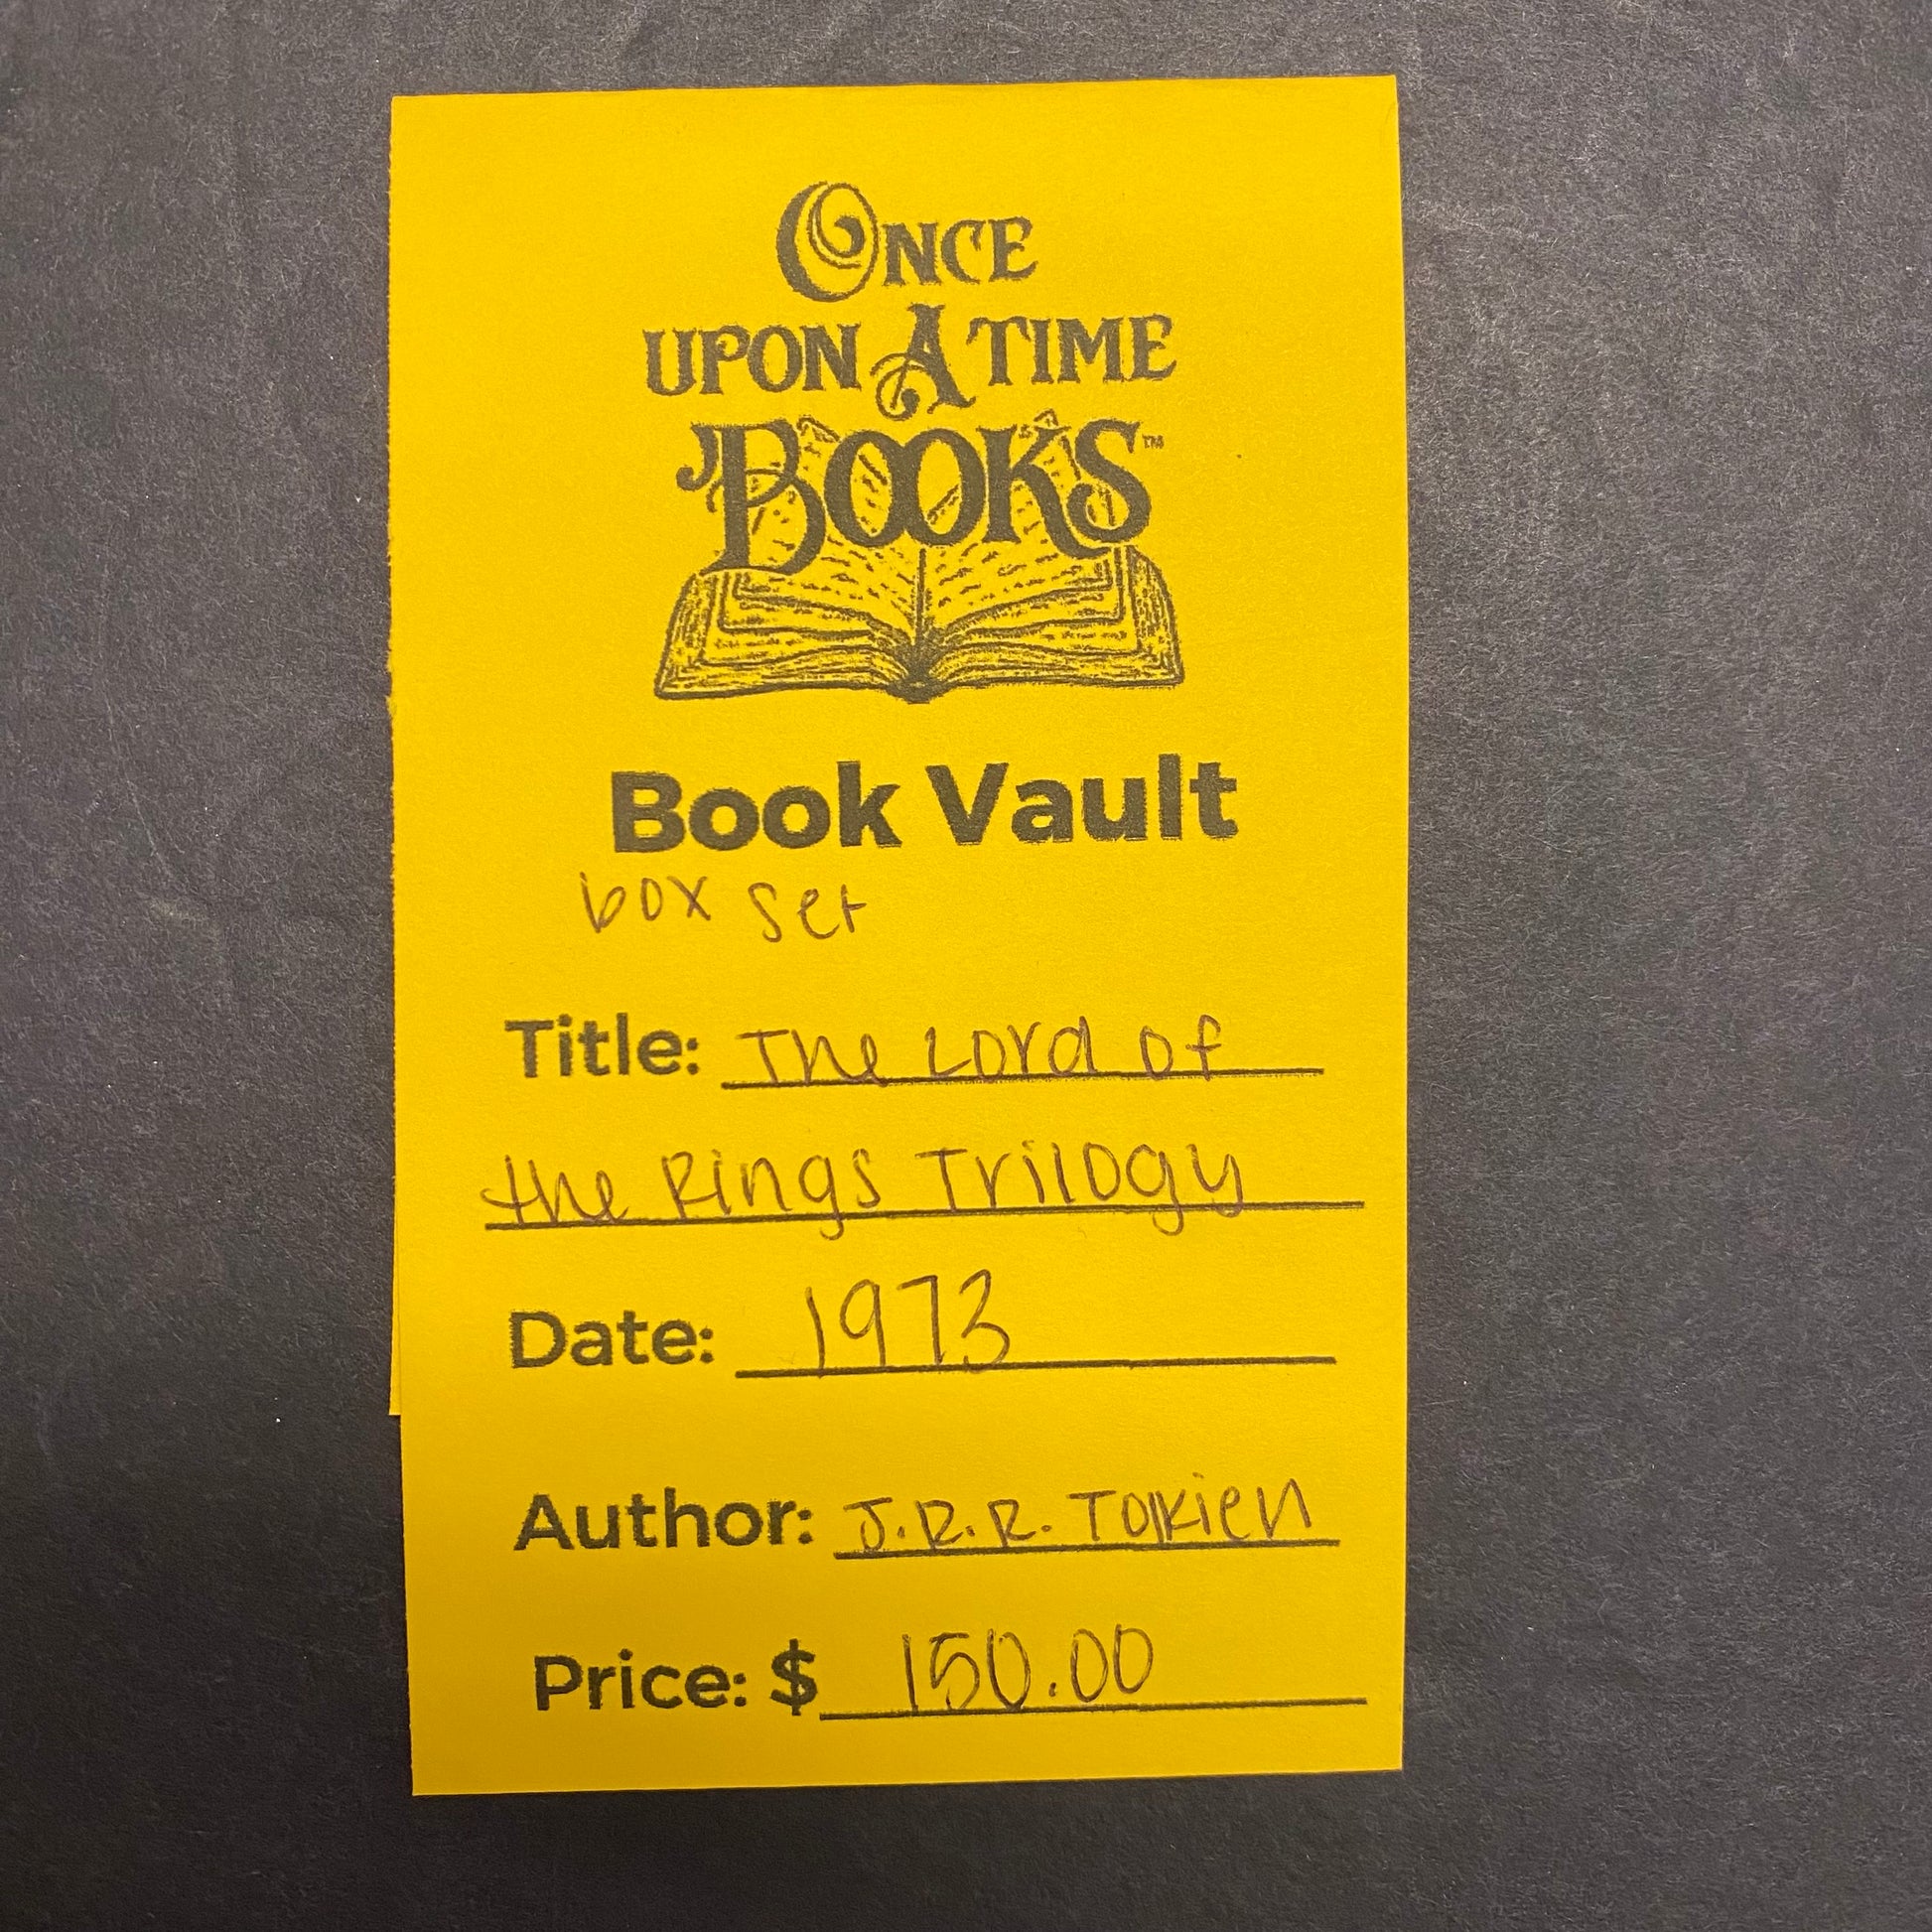 ONCE
UPON A TIME
BOOKS™
Book Vault
box set
Title: The Lord of
the Rings Trilogy
Date: 1973
Author: J.R.R. Tolkien
Price: $ 150.00